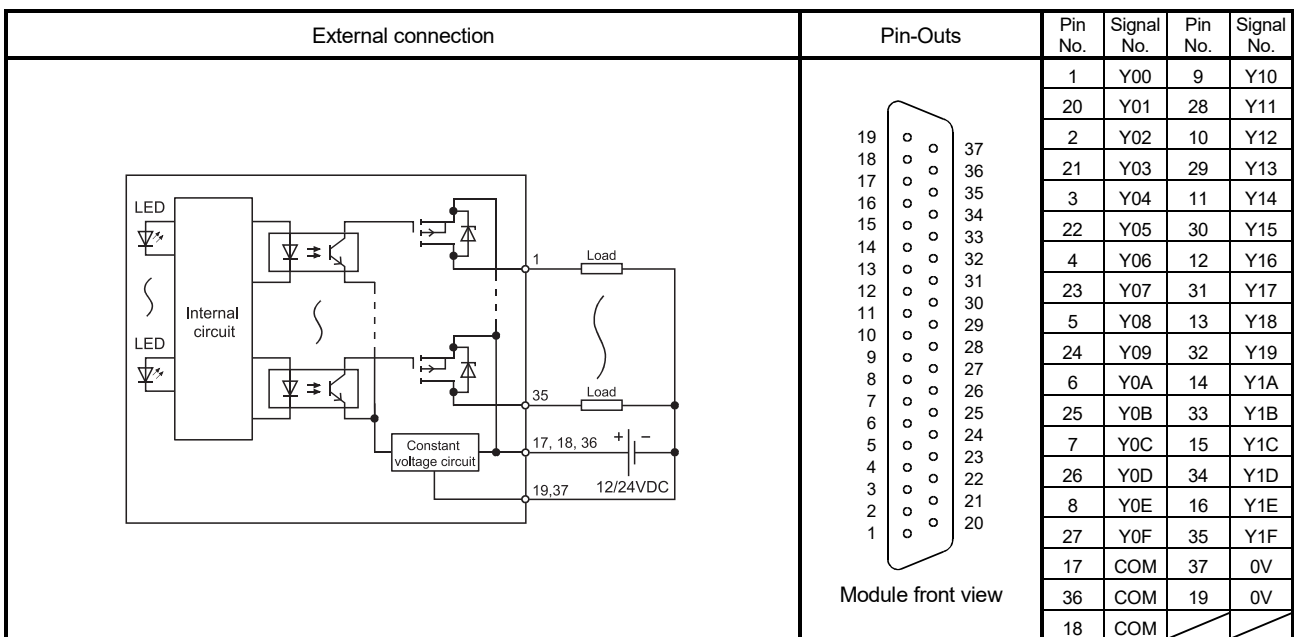 External connection
Pin-Outs
Pin No. Signal No. Pin No. Signal No.
LED
LED
Internal
circuit
Constant
voltage circuit
1
Load
35
Load
17, 18, 36
+ −
19,37
12/24VDC
19
37
18
36
17
35
16
34
15
33
14
32
13
31
12
30
11
29
10
28
9
27
8
26
7
25
6
24
5
23
4
22
3
21
2
20
1
Module front view
1 Y00 9 Y10
20 Y01 28 Y11
2 Y02 10 Y12
21 Y03 29 Y13
3 Y04 11 Y14
22 Y05 30 Y15
4 Y06 12 Y16
23 Y07 31 Y17
5 Y08 13 Y18
24 Y09 32 Y19
6 Y0A 14 Y1A
25 Y0B 33 Y1B
7 Y0C 15 Y1C
26 Y0D 34 Y1D
8 Y0E 16 Y1E
27 Y0F 35 Y1F
17 COM 37 0V
36 COM 19 0V
18 COM